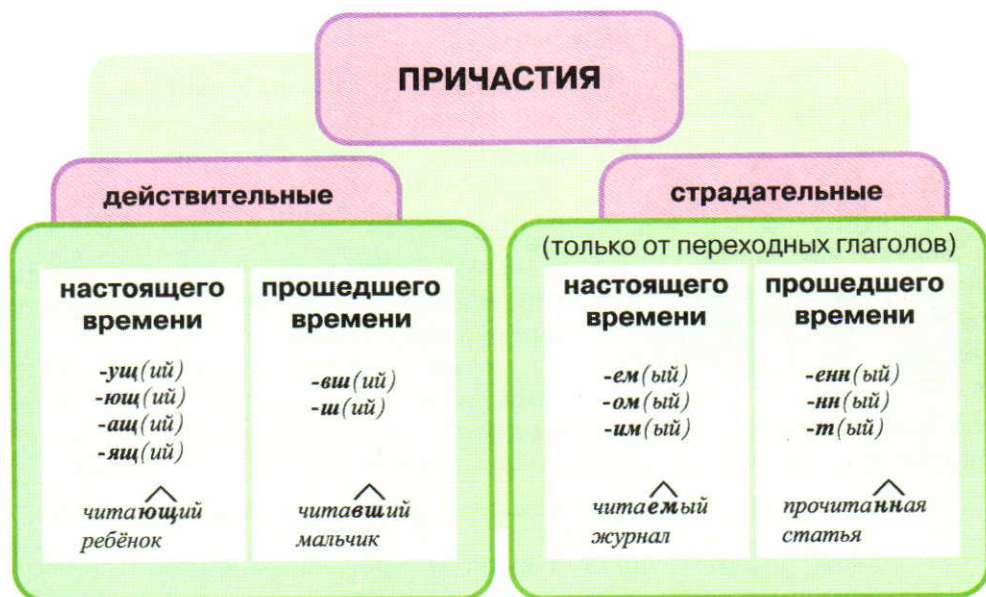 ПРИЧАСТИЯ
действительные
настоящего
времени
-ущ(ий)
-ющ(ий)
-ащ(ий)
-ящ(ий)
читающий
ребёнок
прошедшего
времени
-вш(ий)
-ш(ий)
читавший
мальчик
страдательные
(только от переходных глаголов)
настоящего
времени
-ем(ый)
-ом(ый)
-им(ый)
читаемый
журнал
прошедшего
времени
-енн(ый)
-нн(ый)
-т(ый)
прочитанная
статья